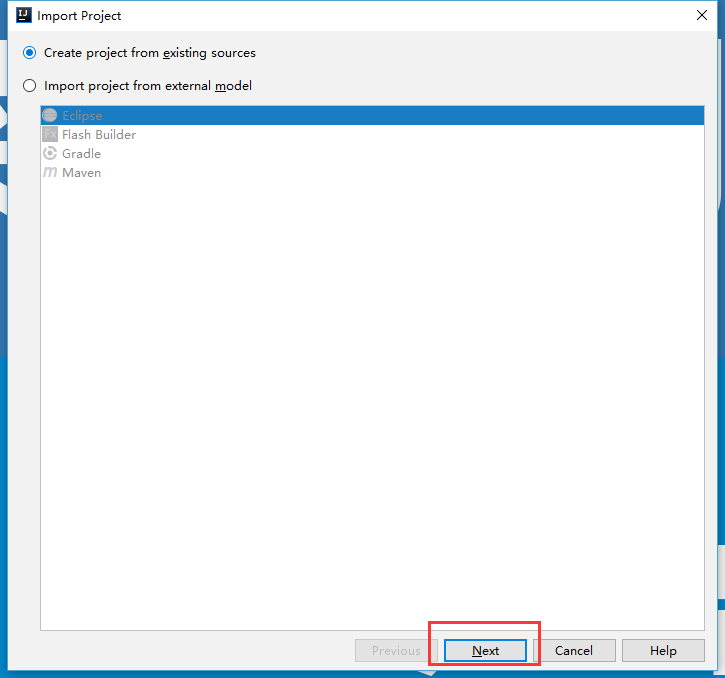 IJ Import Project
Create project from existing sources
Import project from external model
Eclipse
Fx Flash Builder
Gradle
m Maven
Previous Next Cancel Help